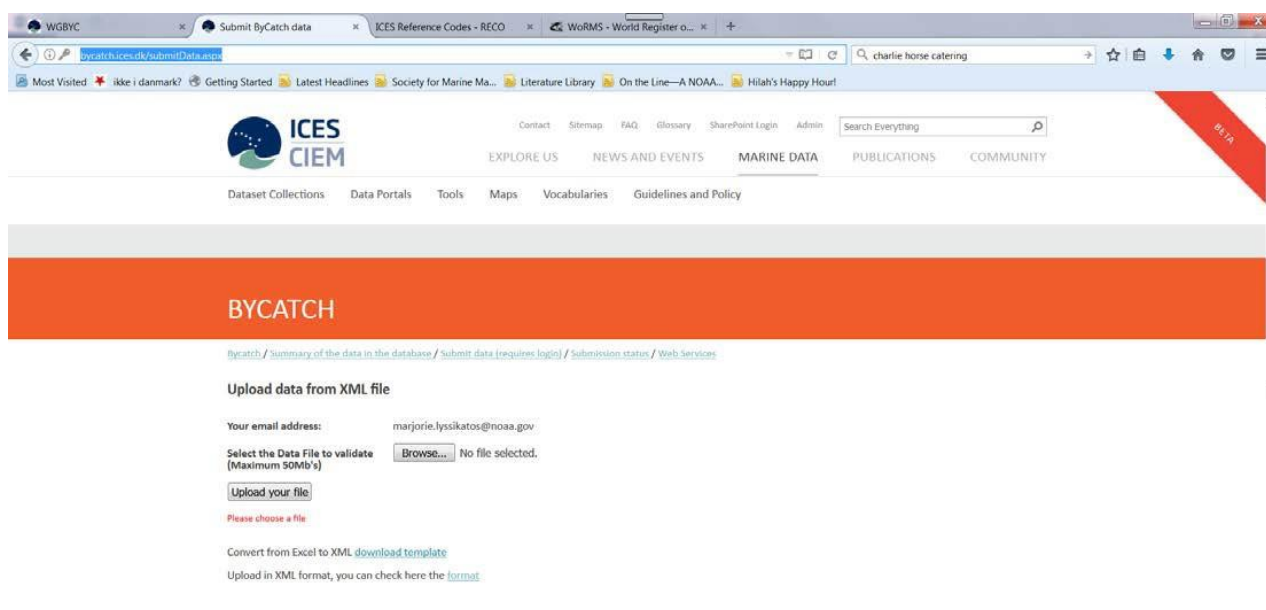 WGBYC × Submit ByCatch data × ICES Reference Codes - RECO × WoRMS - World Register o... × +
bycatch.ices.dk/submitData.aspx charlie horse catering
Most Visited ikke i danmark? Getting Started Latest Headlines Society for Marine Ma... Literature Library On the Line—A NOAA... Hilah's Happy Hour!
ICES
CIEM
Contact Sitemap FAQ Glossary SharePoint Login Admin Search Everything
EXPLORE US NEWS AND EVENTS MARINE DATA PUBLICATIONS COMMUNITY
BETA
Dataset Collections Data Portals Tools Maps Vocabularies Guidelines and Policy
BYCATCH
Bycatch / Summary of the data in the database / Submit data (requires login) / Submission status / Web Services
Upload data from XML file
Your email address: marjorie.lyssikatos@noaa.gov
Select the Data File to validate Browse... No file selected.
(Maximum 50Mb's)
Upload your file
Please choose a file
Convert from Excel to XML download template
Upload in XML format, you can check here the format